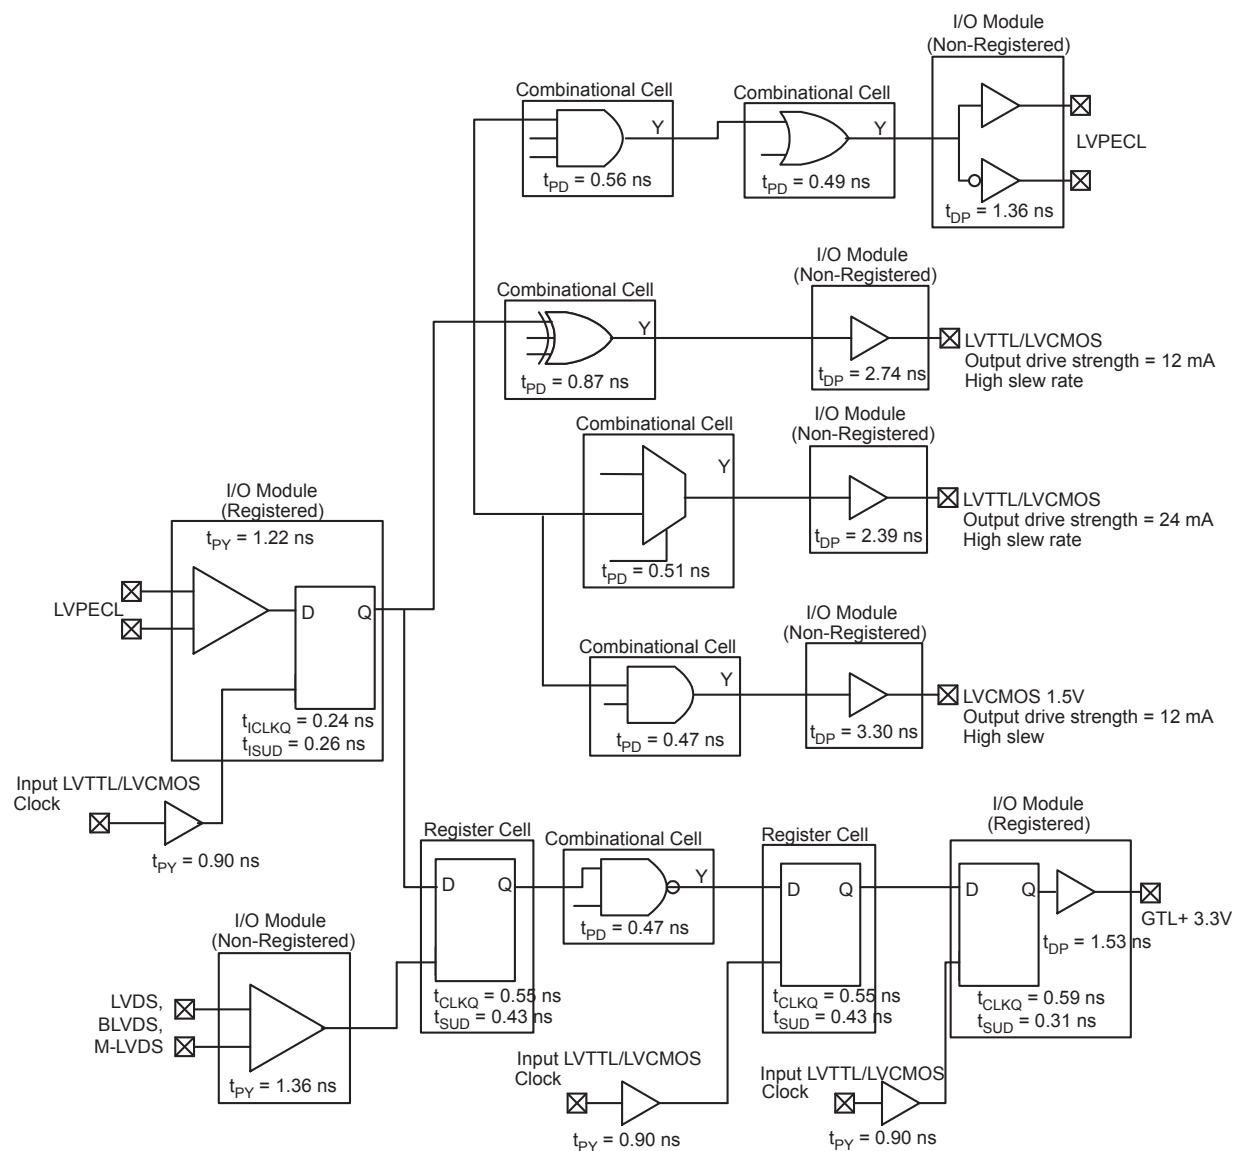 I/O Module
(Non-Registered)
Combinational Cell
Y
tPD = 0.56 ns
Combinational Cell
Y
tPD = 0.49 ns
LVPECL
tDP = 1.36 ns
I/O Module
(Non-Registered)
Combinational Cell
Y
tPD = 0.87 ns
tDP = 2.74 ns
LVTTL/LVCMOS
Output drive strength = 12 mA
High slew rate
I/O Module
(Non-Registered)
Combinational Cell
Y
tPD = 0.51 ns
tDP = 2.39 ns
LVTTL/LVCMOS
Output drive strength = 24 mA
High slew rate
I/O Module
(Registered)
tPY = 1.22 ns
LVPECL
D
Q
tICLKQ = 0.24 ns
tISUD = 0.26 ns
Input LVTTL/LVCMOS
Clock
tPY = 0.90 ns
I/O Module
(Non-Registered)
Combinational Cell
Y
tPD = 0.47 ns
tDP = 3.30 ns
LVCMOS 1.5V
Output drive strength = 12 mA
High slew
Register Cell
D
Q
tCLKQ = 0.55 ns
tSUD = 0.43 ns
Combinational Cell
Y
tPD = 0.47 ns
Register Cell
D
Q
tCLKQ = 0.55 ns
tSUD = 0.43 ns
I/O Module
(Registered)
D
Q
tDP = 1.53 ns
GTL+ 3.3V
tCLKQ = 0.59 ns
tSUD = 0.31 ns
I/O Module
(Non-Registered)
LVDS,
BLVDS,
M-LVDS
tPY = 1.36 ns
Input LVTTL/LVCMOS
Clock
tPY = 0.90 ns
Input LVTTL/LVCMOS
Clock
tPY = 0.90 ns